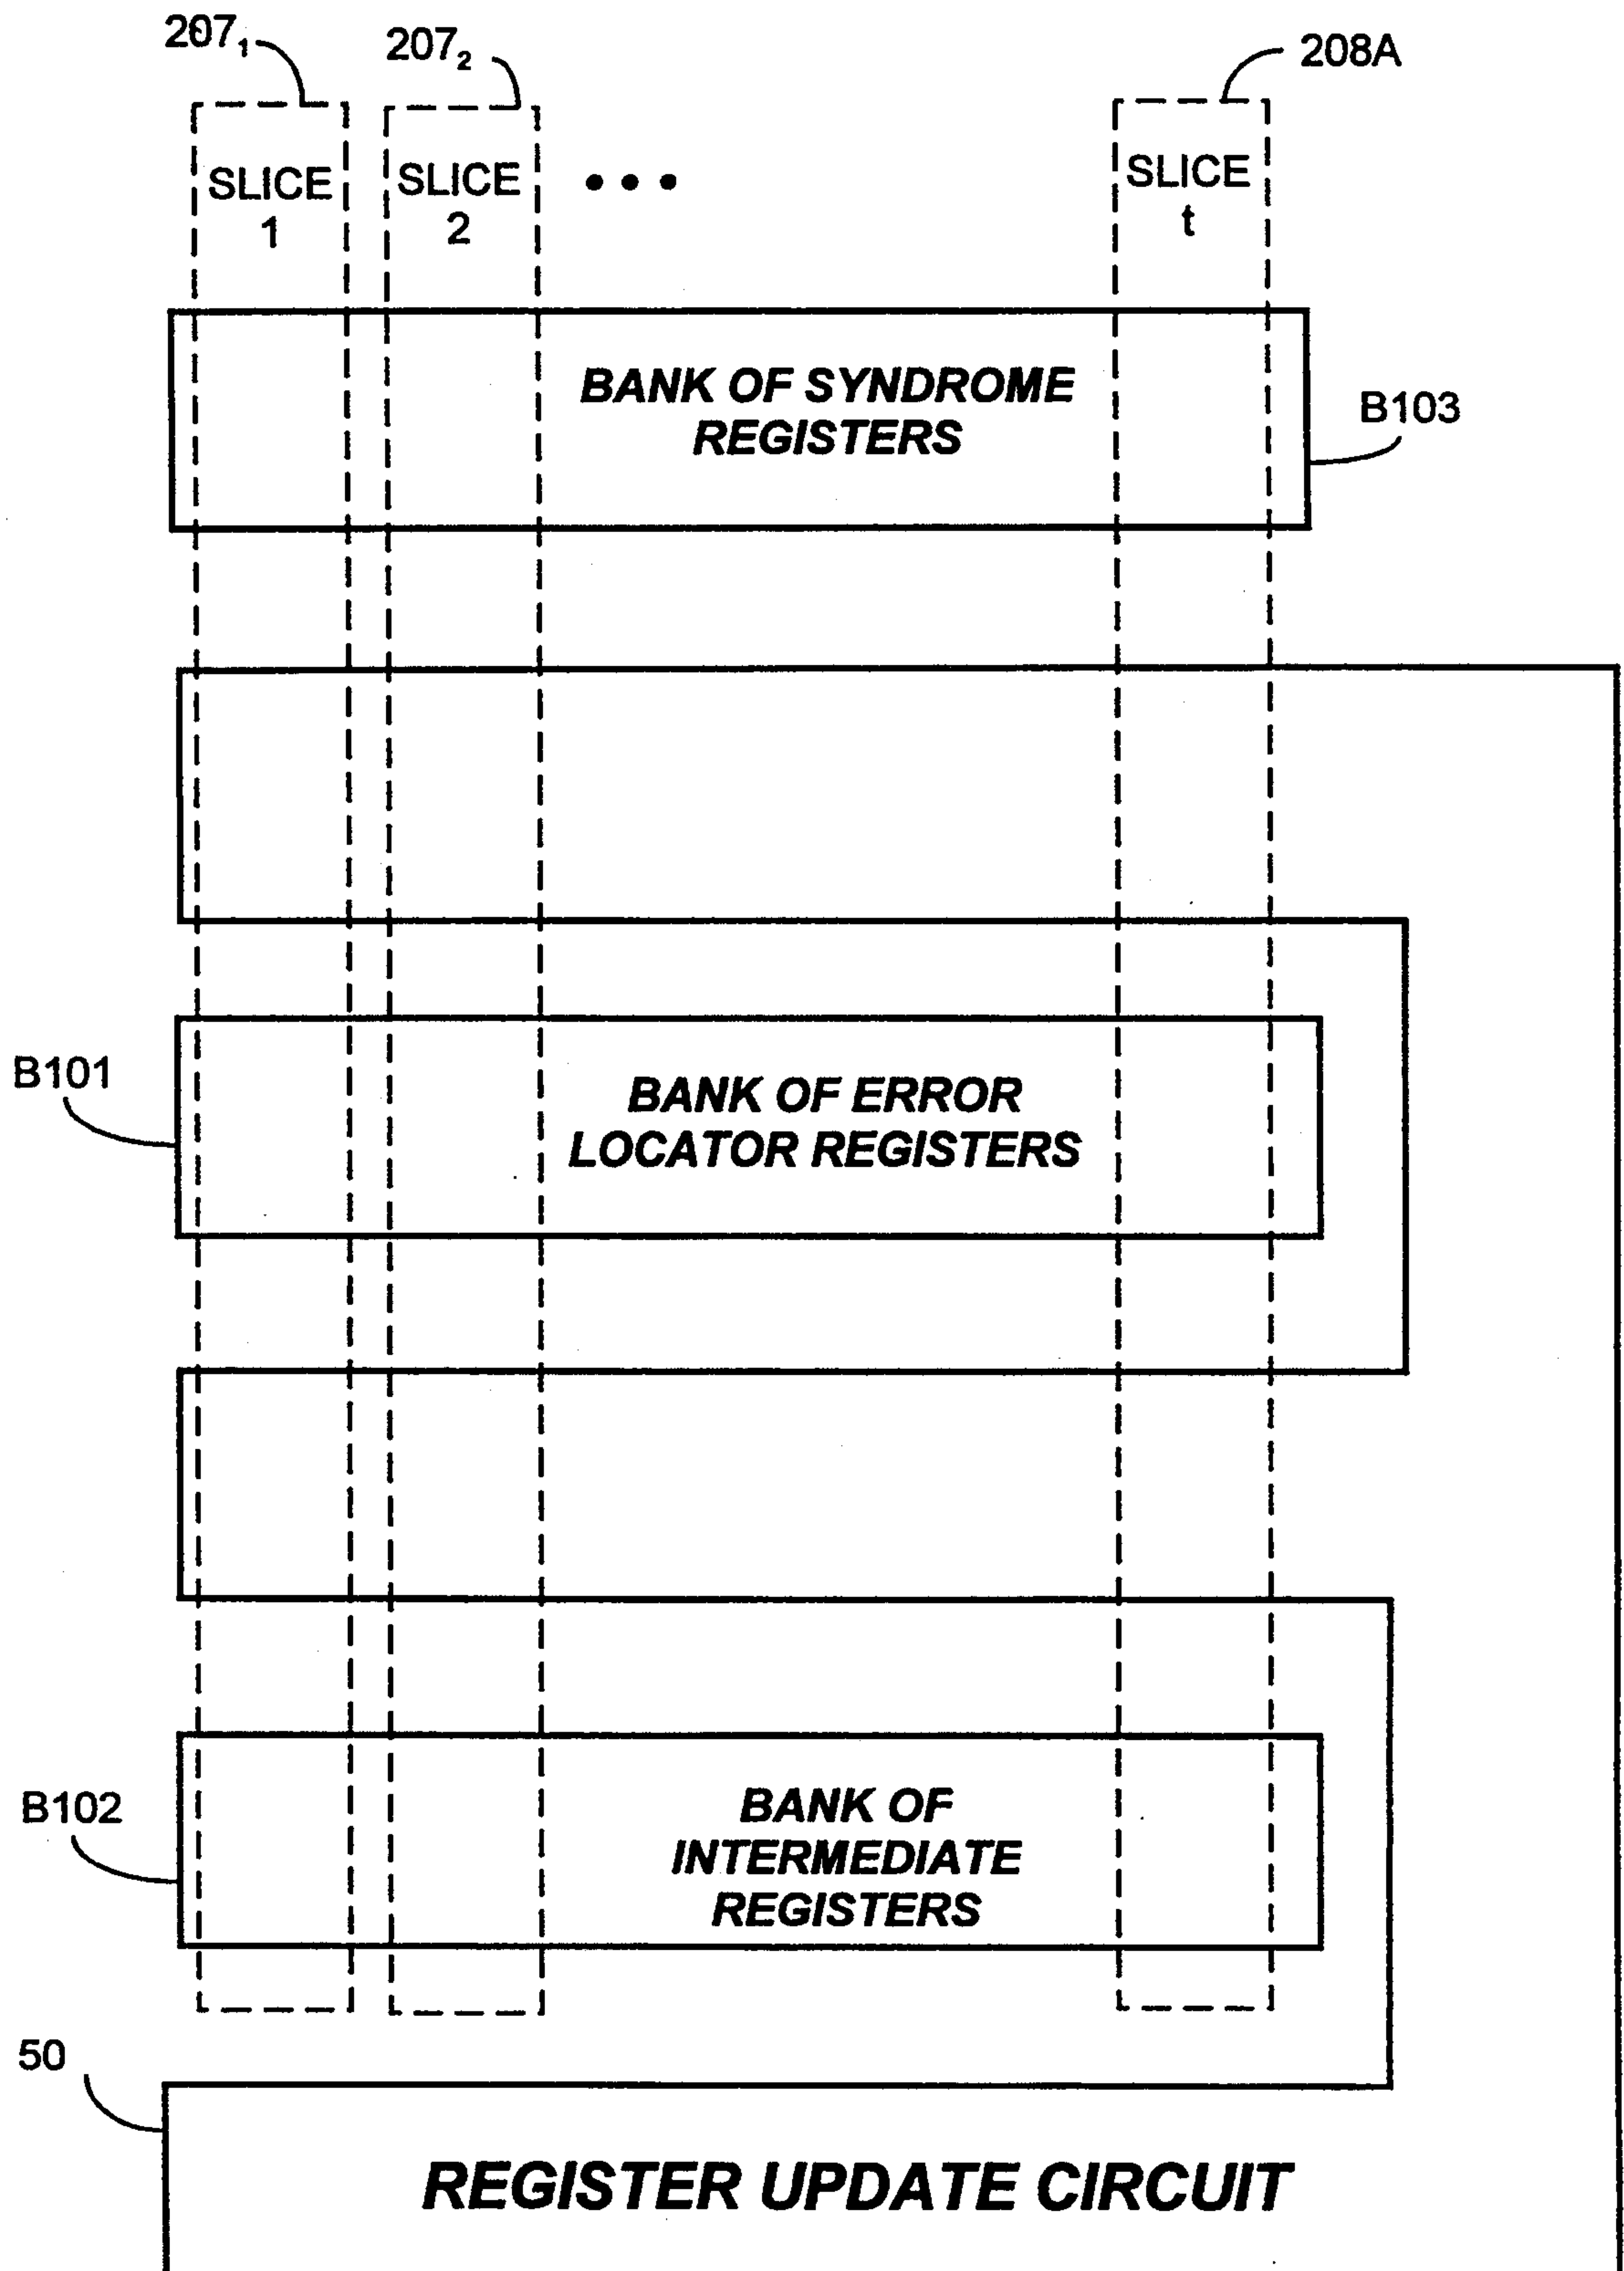 207₁
207₂
208A
SLICE
1
SLICE
2
• • •
SLICE
t
BANK OF SYNDROME
REGISTERS
B103
B101
BANK OF ERROR
LOCATOR REGISTERS
B102
BANK OF
INTERMEDIATE
REGISTERS
50
REGISTER UPDATE CIRCUIT